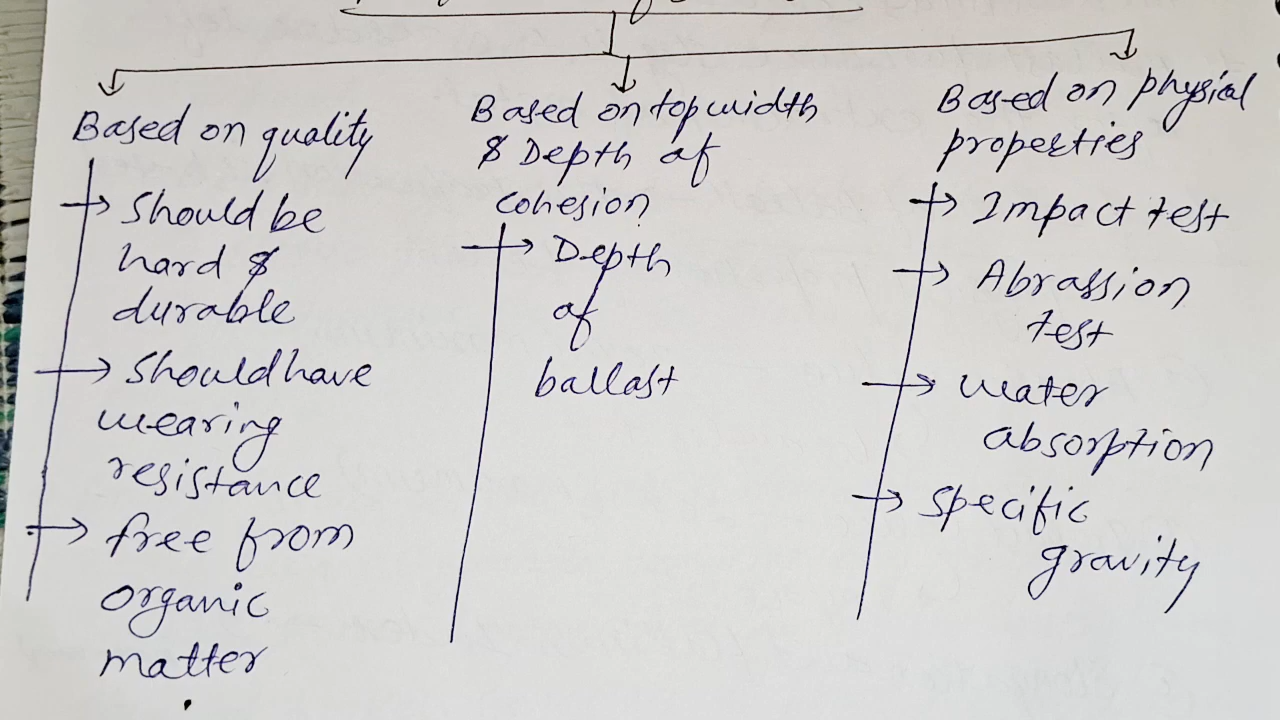 Based on quality
→ Should be
hard &
durable
→ Should have
wearing
resistance
→ free from
organic
matter
Based on top width
& Depth of
cohesion
→ Depth
of
ballast
Based on physial
properties
→ Impact test
→ Abrassion
test
→ water
absorption
→ specific
gravity